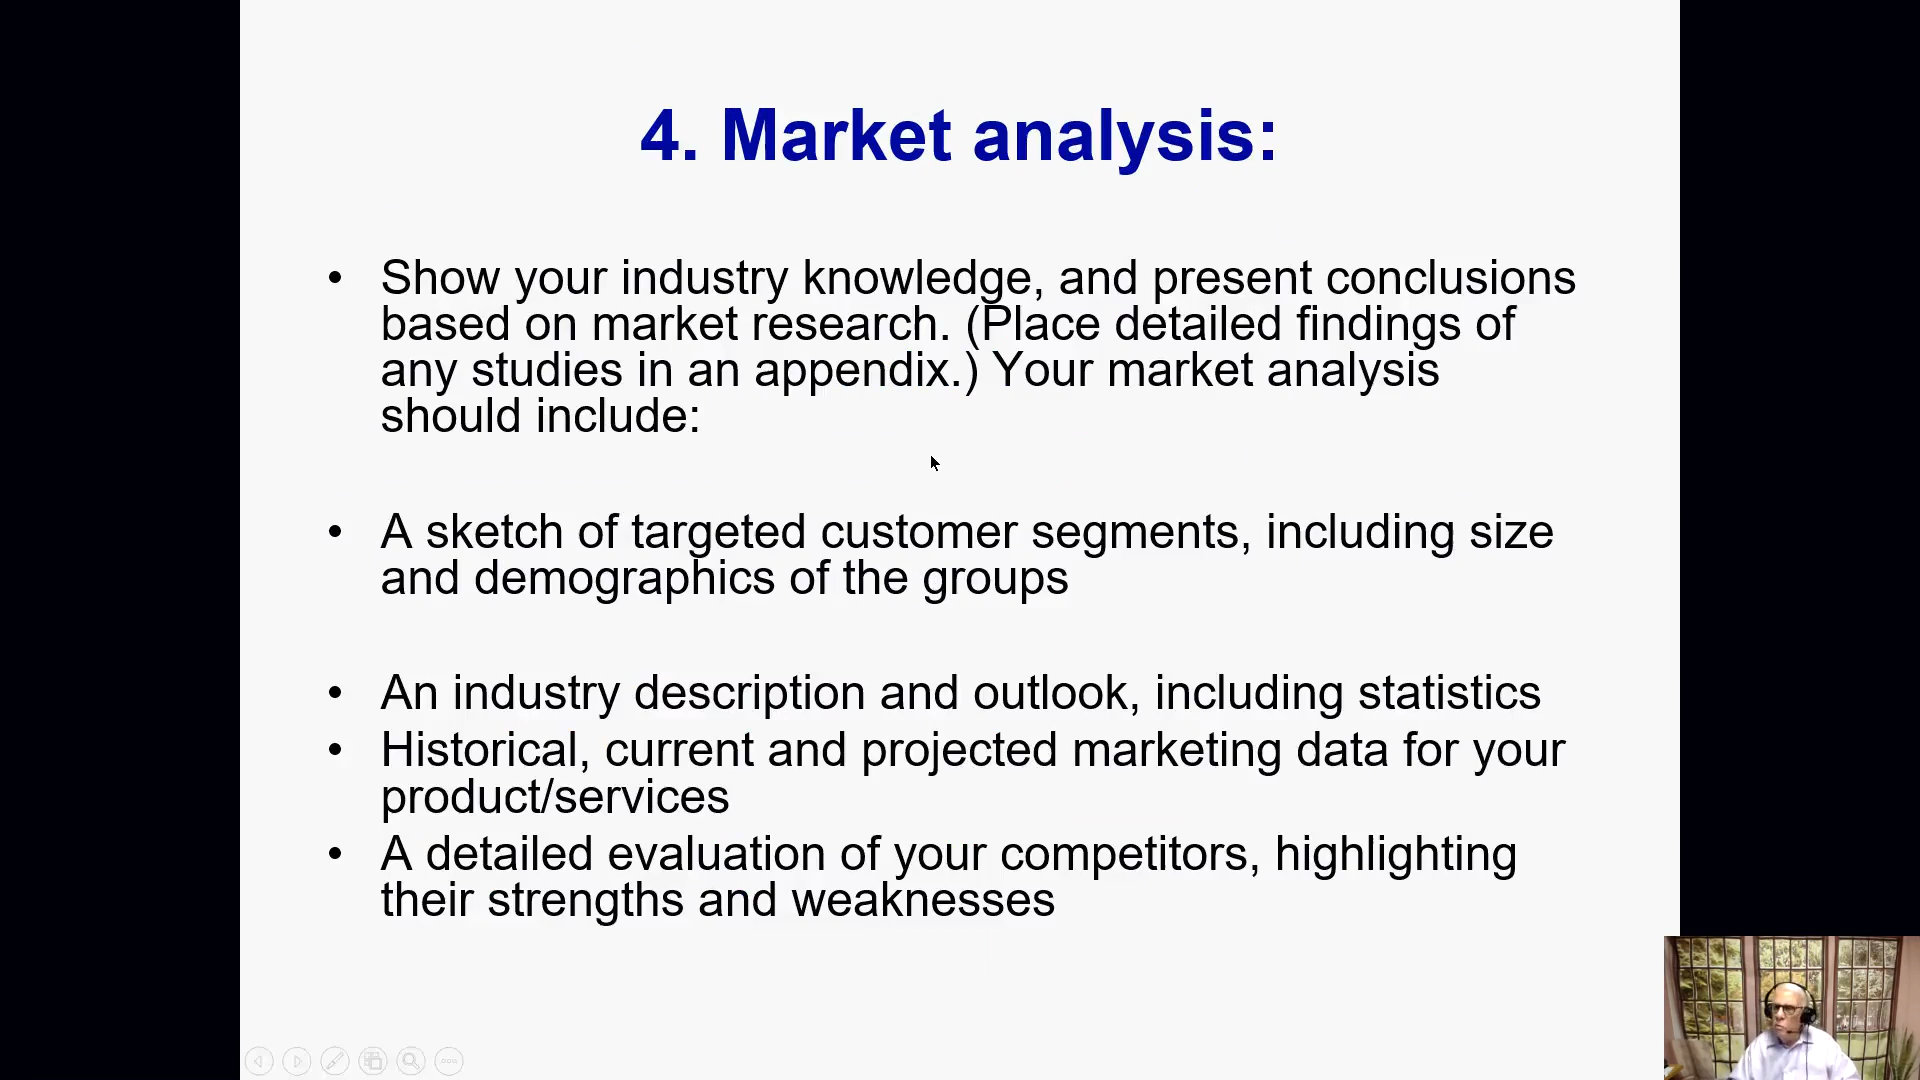 4. Market analysis:
• Show your industry knowledge, and present conclusions
based on market research. (Place detailed findings of
any studies in an appendix.) Your market analysis
should include:
• A sketch of targeted customer segments, including size
and demographics of the groups
• An industry description and outlook, including statistics
• Historical, current and projected marketing data for your
product/services
• A detailed evaluation of your competitors, highlighting
their strengths and weaknesses